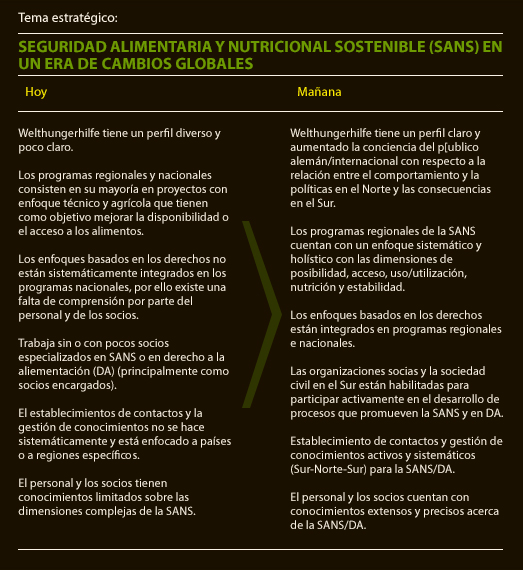 Tema estratégico:
SEGURIDAD ALIMENTARIA Y NUTRICIONAL SOSTENIBLE (SANS) EN
UN ERA DE CAMBIOS GLOBALES
Hoy
Welthungerhilfe tiene un perfil diverso y
poco claro.
Los programas regionales y nacionales
consisten en su mayoría en proyectos con
enfoque técnico y agrícola que tienen
como objetivo mejorar la disponibilidad o
el acceso a los alimentos.
Los enfoques basados en los derechos no
están sistemáticamente integrados en los
programas nacionales, por ello existe una
falta de comprensión por parte del
personal y de los socios.
Trabaja sin o con pocos socios
especializados en SANS o en derecho a la
aliementación (DA) (principalmente como
socios encargados).
El establecimientos de contactos y la
gestión de conocimientos no se hace
sistemáticamente y está enfocado a países
o a regiones específicos.
El personal y los socios tienen
conocimientos limitados sobre las
dimensiones complejas de la SANS.
Mañana
Welthungerhilfe tiene un perfil claro y
aumentado la conciencia del p[ublico
alemán/internacional con respecto a la
relación entre el comportamiento y la
políticas en el Norte y las consecuencias
en el Sur.
Los programas regionales de la SANS
cuentan con un enfoque sistemático y
holístico con las dimensiones de
posibilidad, acceso, uso/utilización,
nutrición y estabilidad.
Los enfoques basados en los derechos
están integrados en programas regionales
e nacionales.
Las organizaciones socias y la sociedad
civil en el Sur están habilitadas para
participar activamente en el desarrollo de
procesos que promueven la SANS y en DA.
Establecimiento de contactos y gestión de
conocimientos activos y sistemáticos
(Sur-Norte-Sur) para la SANS/DA.
El personal y los socios cuentan con
conocimientos extensos y precisos acerca
de la SANS/DA.